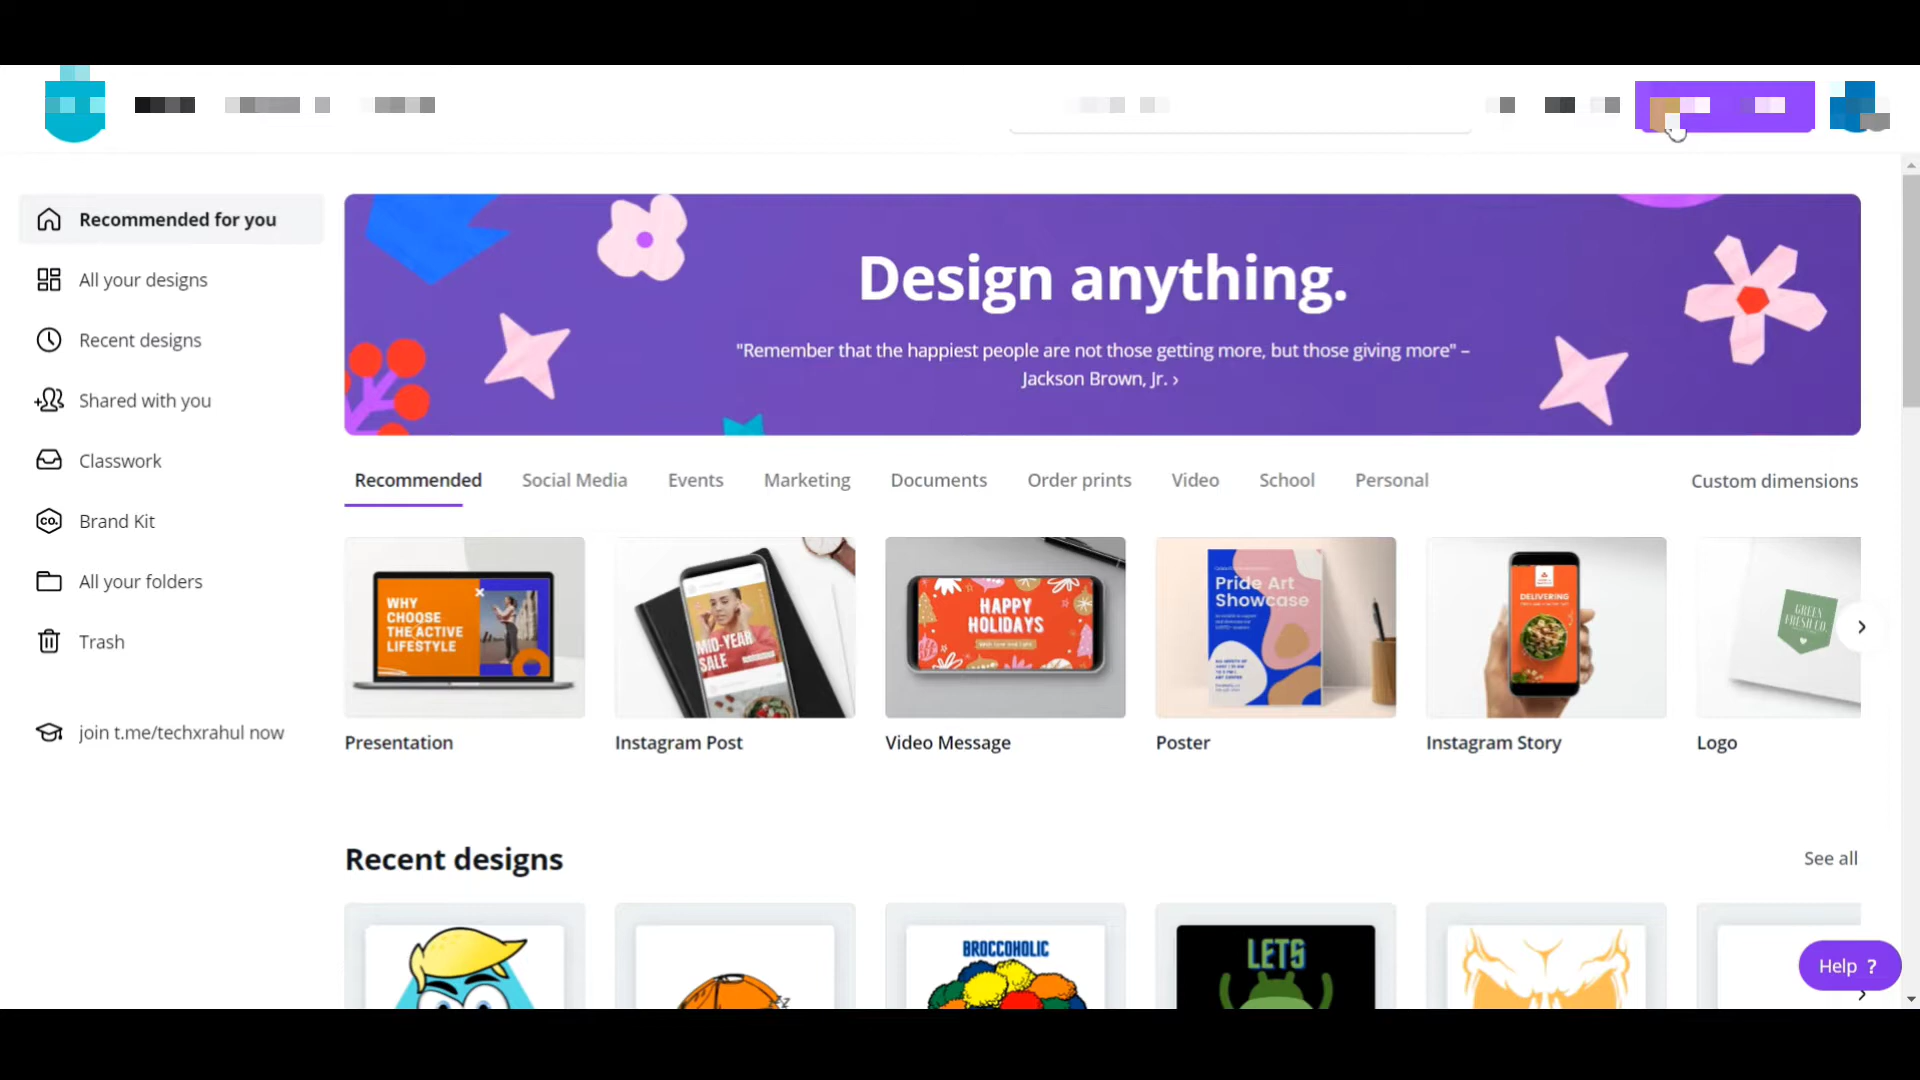 Recommended for you
All your designs
Recent designs
Shared with you
Classwork
CO.
Brand Kit
All your folders
Trash
join t.me/techxrahul now
Design anything.
"Remember that the happiest people are not those getting more, but those giving more" –
Jackson Brown, Jr. ›
Recommended
Social Media
Events
Marketing
Documents
Order prints
Video
School
Personal
Custom dimensions
WHY
CHOOSE
THE ACTIVE
LIFESTYLE
MID-YEAR
SALE
HAPPY
HOLIDAYS
Pride Art
Showcase
DELIVERING
GREEN
FRESH CO.
Presentation
Instagram Post
Video Message
Poster
Instagram Story
Logo
Recent designs
See all
BROCCOHOLIC
LETS
Help ?